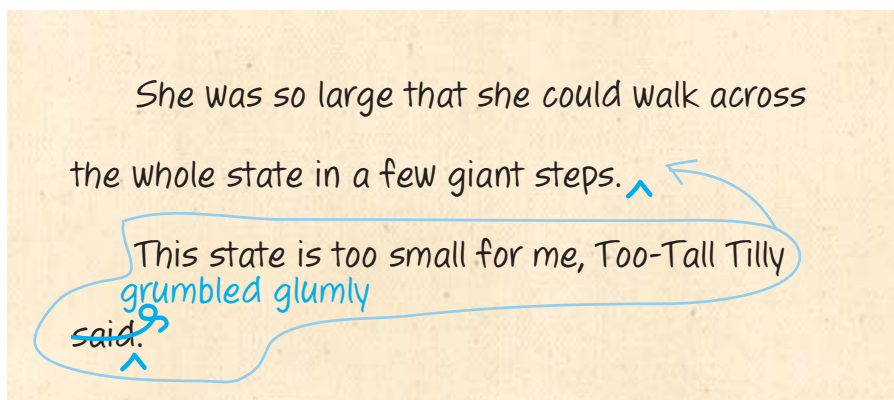 She was so large that she could walk across
the whole state in a few giant steps.
This state is too small for me, Too-Tall Tilly
grumbled glumly
said.